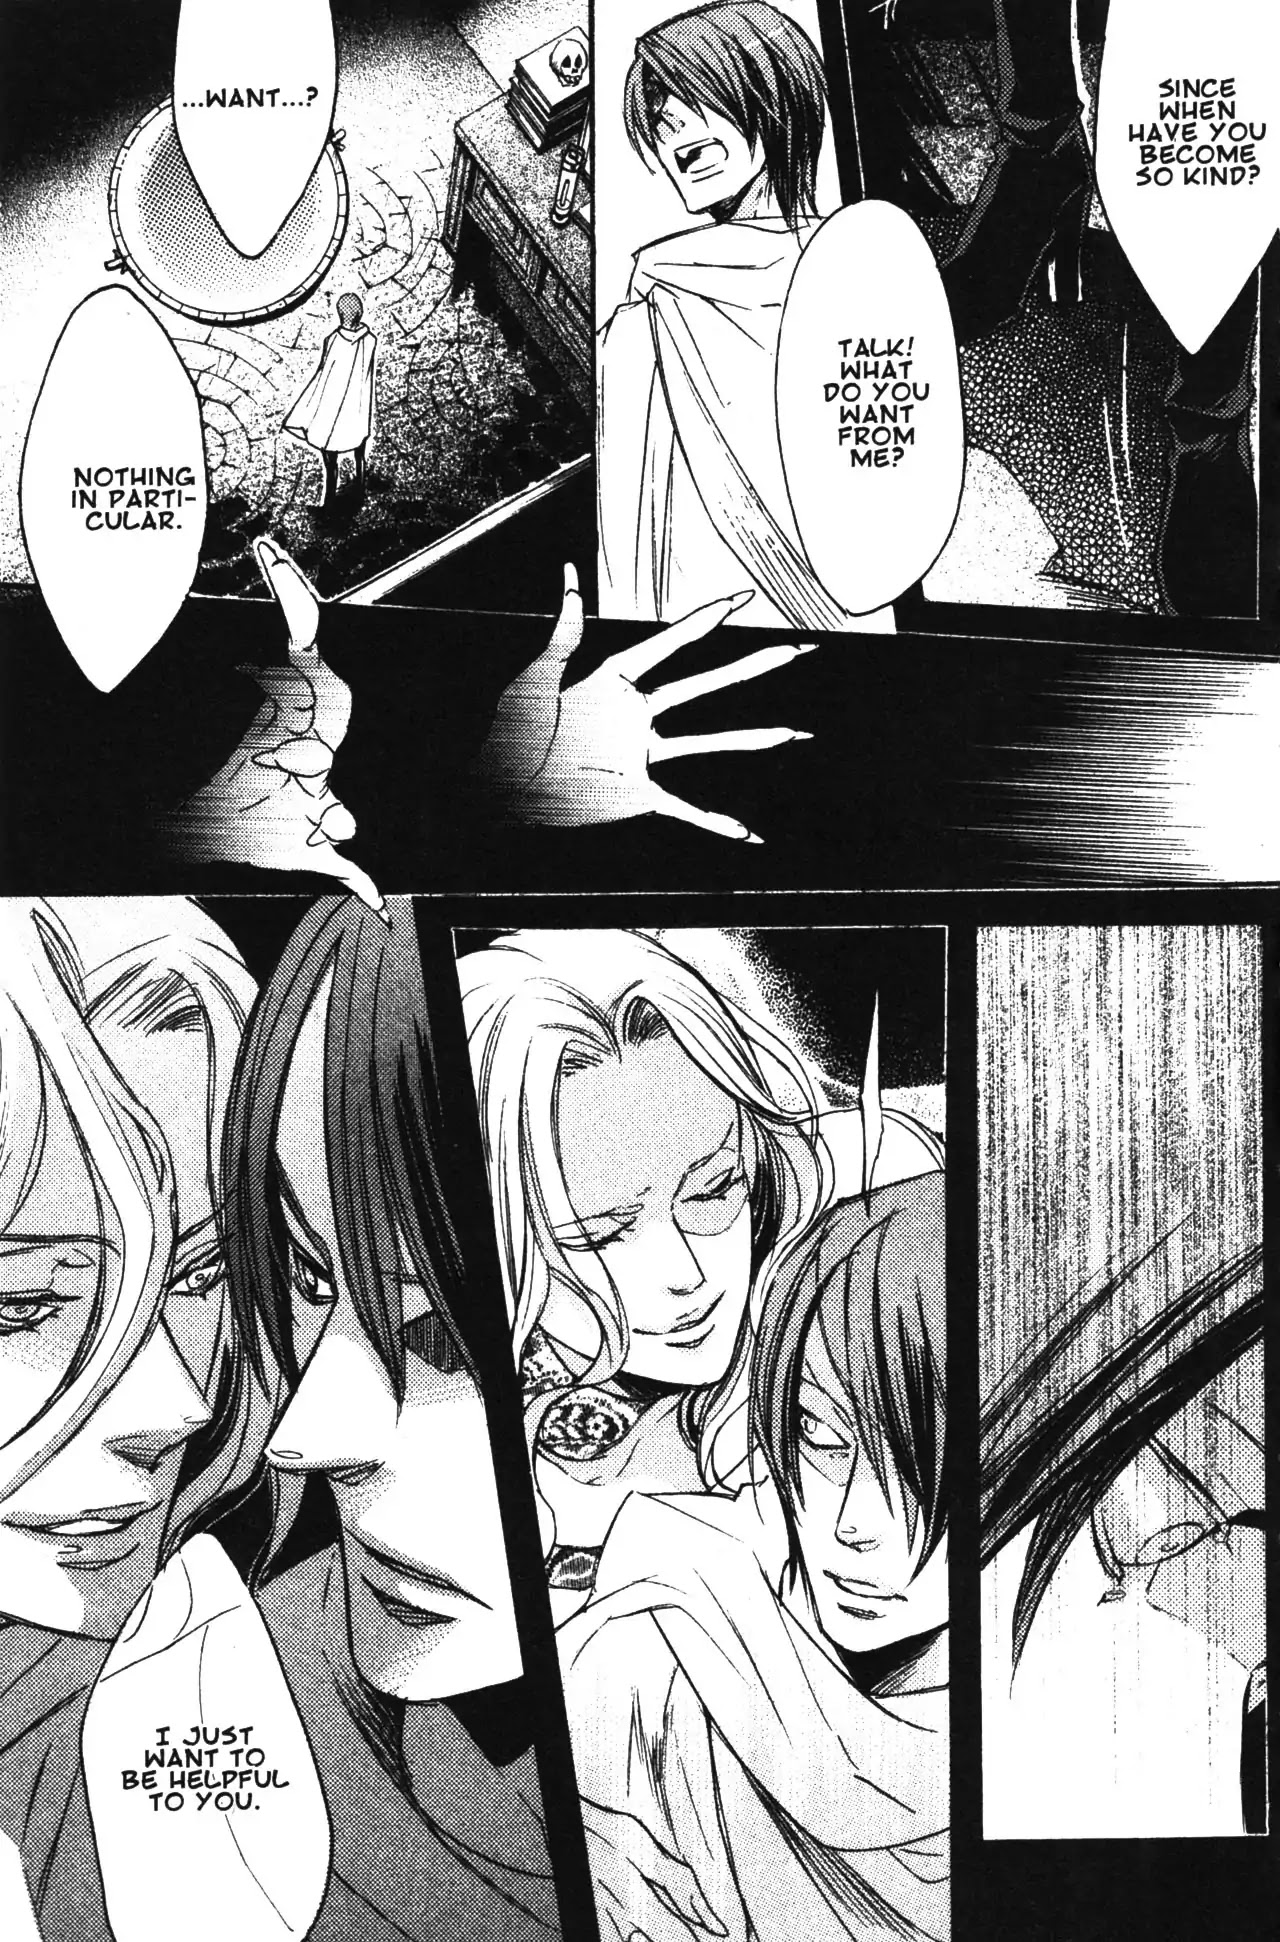 SINCE
WHEN
HAVE YOU
BECOME
SO KIND?
TALK!
WHAT
DO YOU
WANT
FROM
ME?
...WANT...?
NOTHING
IN PARTI-
CULAR.
I JUST
WANT TO
BE HELPFUL
TO YOU.